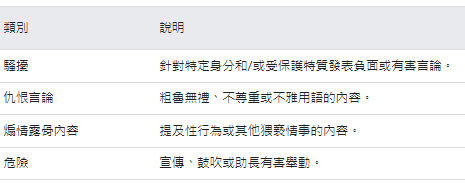 類別 說明
騷擾 針對特定身分和/或受保護特質發表負面或有害言論。
仇恨言論 粗魯無禮、不尊重或不雅用語的內容。
煽情露骨內容 提及性行為或其他猥褻情事的內容。
危險 宣傳、鼓吹或助長有害舉動。